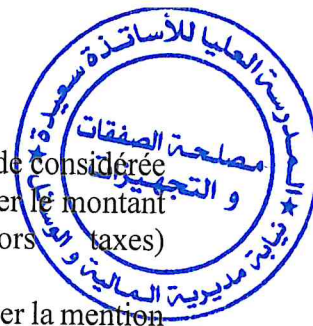 المدرسة العليا للأساتذة سعيدة
مصلحة الصفقات
و التجهيزات
نيابة مديرية المالية و الوسائل
de considérée
er le montant
ors taxes)
er la mention